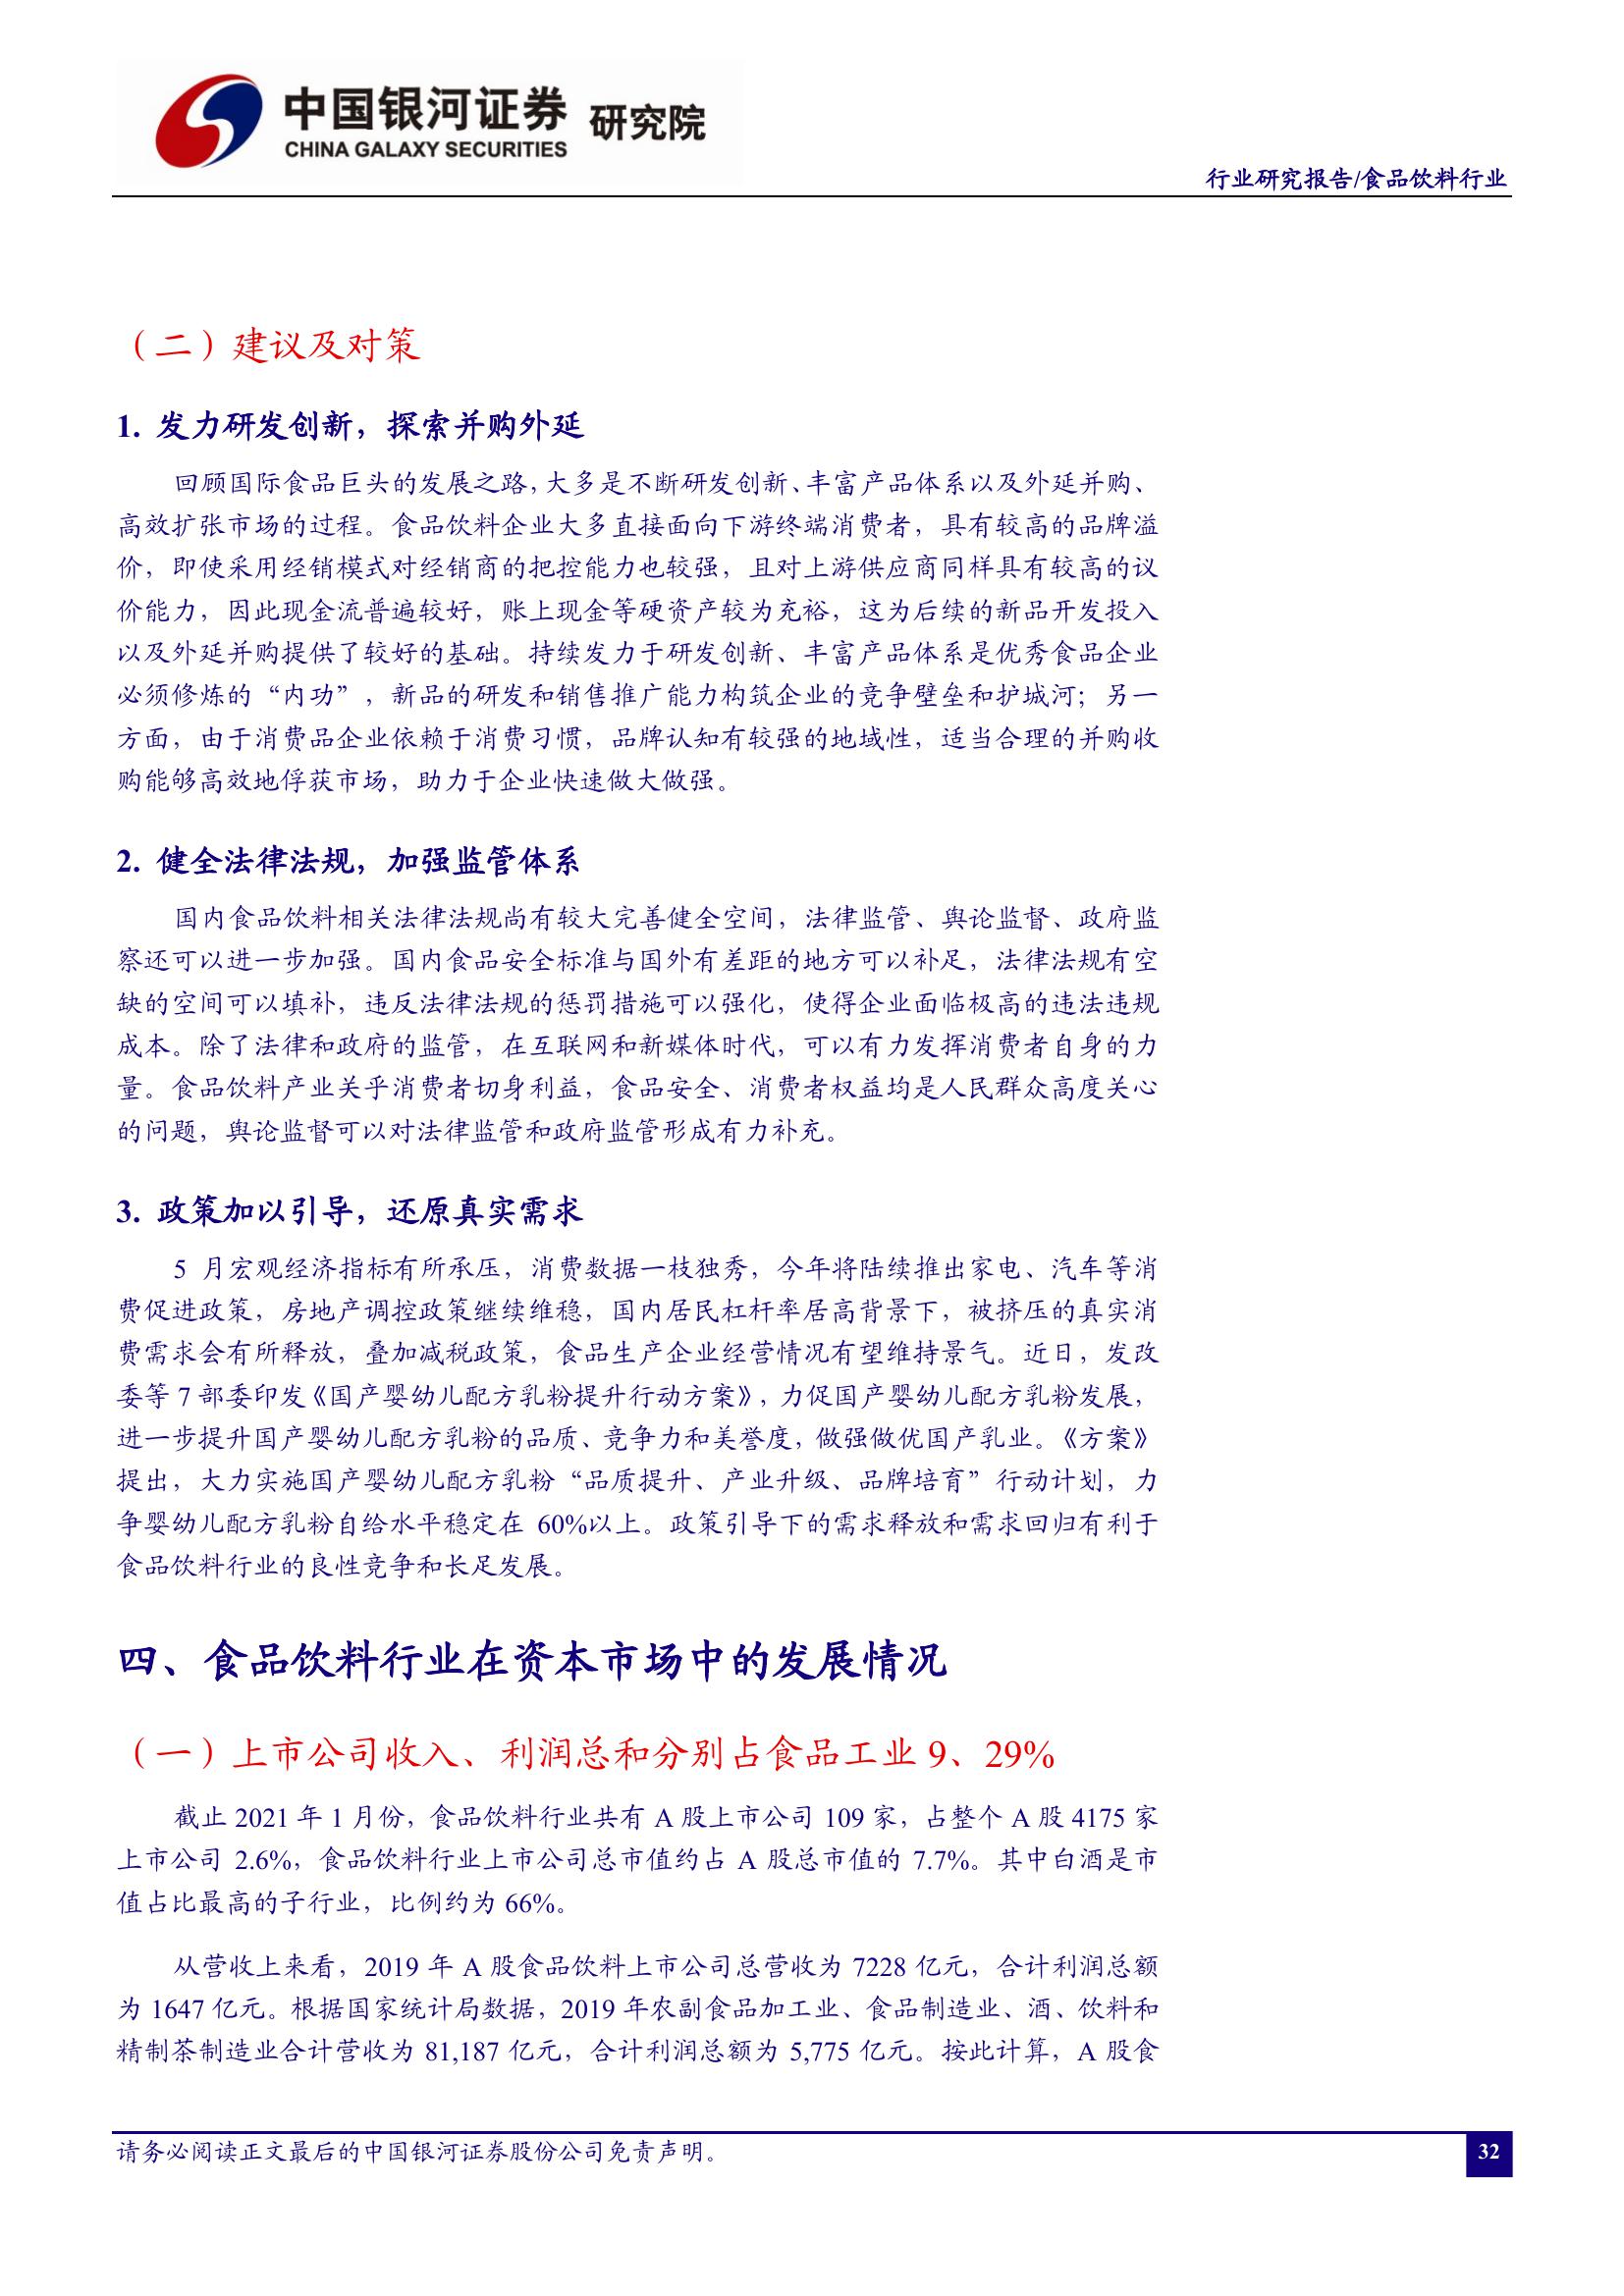 中国银河证券 研究院
CHINA GALAXY SECURITIES
行业研究报告/食品饮料行业
（二）建议及对策
1. 发力研发创新，探索并购外延
回顾国际食品巨头的发展之路，大多是不断研发创新、丰富产品体系以及外延并购、
高效扩张市场的过程。食品饮料企业大多直接面向下游终端消费者，具有较高的品牌溢
价，即使采用经销模式对经销商的把控能力也较强，且对上游供应商同样具有较高的议
价能力，因此现金流普遍较好，账上现金等硬资产较为充裕，这为后续的新品开发投入
以及外延并购提供了较好的基础。持续发力于研发创新、丰富产品体系是优秀食品企业
必须修炼的“内功”，新品的研发和销售推广能力构筑企业的竞争壁垒和护城河；另一
方面，由于消费品企业依赖于消费习惯，品牌认知有较强的地域性，适当合理的并购收
购能够高效地俘获市场，助力于企业快速做大做强。
2. 健全法律法规，加强监管体系
国内食品饮料相关法律法规尚有较大完善健全空间，法律监管、舆论监督、政府监
察还可以进一步加强。国内食品安全标准与国外有差距的地方可以补足，法律法规有空
缺的空间可以填补，违反法律法规的惩罚措施可以强化，使得企业面临极高的违法违规
成本。除了法律和政府的监管，在互联网和新媒体时代，可以有力发挥消费者自身的力
量。食品饮料产业关乎消费者切身利益，食品安全、消费者权益均是人民群众高度关心
的问题，舆论监督可以对法律监管和政府监管形成有力补充。
3. 政策加以引导，还原真实需求
5 月宏观经济指标有所承压，消费数据一枝独秀，今年将陆续推出家电、汽车等消
费促进政策，房地产调控政策继续维稳，国内居民杠杆率居高背景下，被挤压的真实消
费需求会有所释放，叠加减税政策，食品生产企业经营情况有望维持景气。近日，发改
委等 7 部委印发《国产婴幼儿配方乳粉提升行动方案》，力促国产婴幼儿配方乳粉发展，
进一步提升国产婴幼儿配方乳粉的品质、竞争力和美誉度，做强做优国产乳业。《方案》
提出，大力实施国产婴幼儿配方乳粉“品质提升、产业升级、品牌培育”行动计划，力
争婴幼儿配方乳粉自给水平稳定在 60%以上。政策引导下的需求释放和需求回归有利于
食品饮料行业的良性竞争和长足发展。
四、食品饮料行业在资本市场中的发展情况
（一）上市公司收入、利润总和分别占食品工业 9、29%
截止 2021 年 1 月份，食品饮料行业共有 A 股上市公司 109 家，占整个 A 股 4175 家
上市公司 2.6%，食品饮料行业上市公司总市值约占 A 股总市值的 7.7%。其中白酒是市
值占比最高的子行业，比例约为 66%。
从营收上来看，2019 年 A 股食品饮料上市公司总营收为 7228 亿元，合计利润总额
为 1647 亿元。根据国家统计局数据，2019 年农副食品加工业、食品制造业、酒、饮料和
精制茶制造业合计营收为 81,187 亿元，合计利润总额为 5,775 亿元。按此计算，A 股食
请务必阅读正文最后的中国银河证券股份公司免责声明。
32